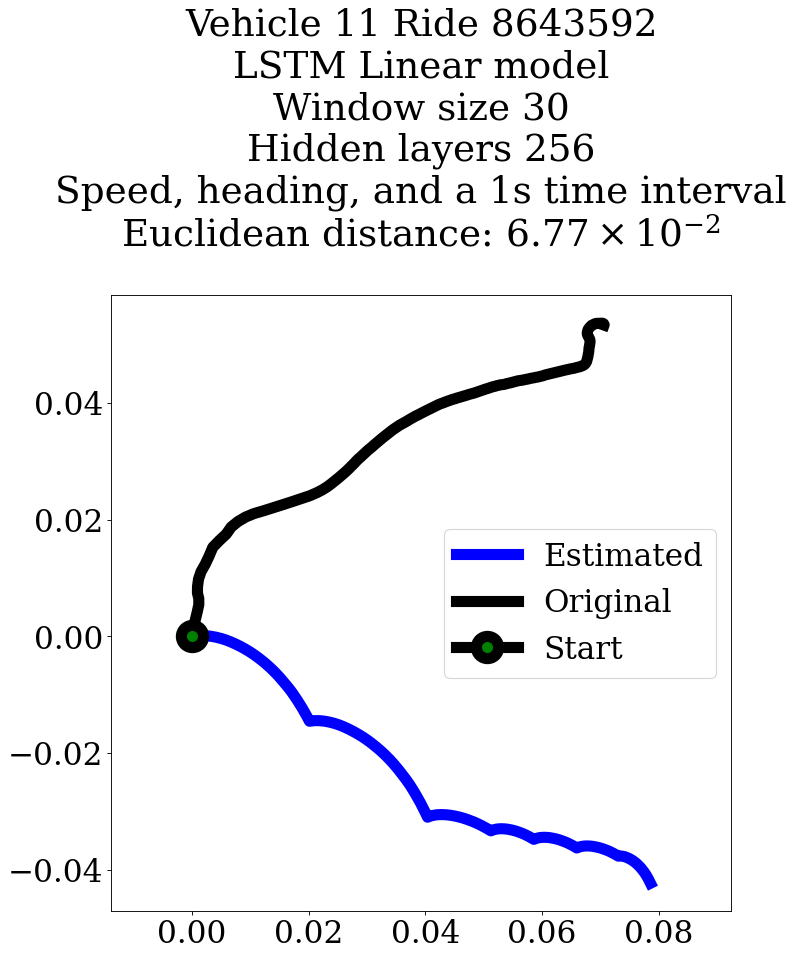 Vehicle 11 Ride 8643592
LSTM Linear model
Window size 30
Hidden layers 256
Speed, heading, and a 1s time interval
Euclidean distance: 6.77 × 10⁻²
0.04
0.02
0.00
−0.02
−0.04
Estimated
Original
Start
0.00 0.02 0.04 0.06 0.08